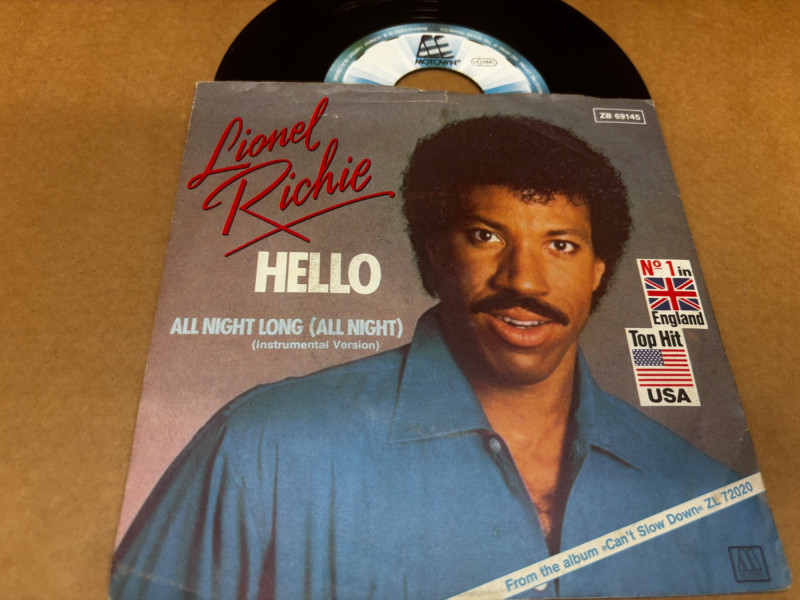 MOTOWN
ZB 69145
Lionel
Richie
HELLO
ALL NIGHT LONG (ALL NIGHT)
(Instrumental Version)
Nº 1 in
England
Top Hit
USA
From the album »Can't Slow Down« ZL 72020